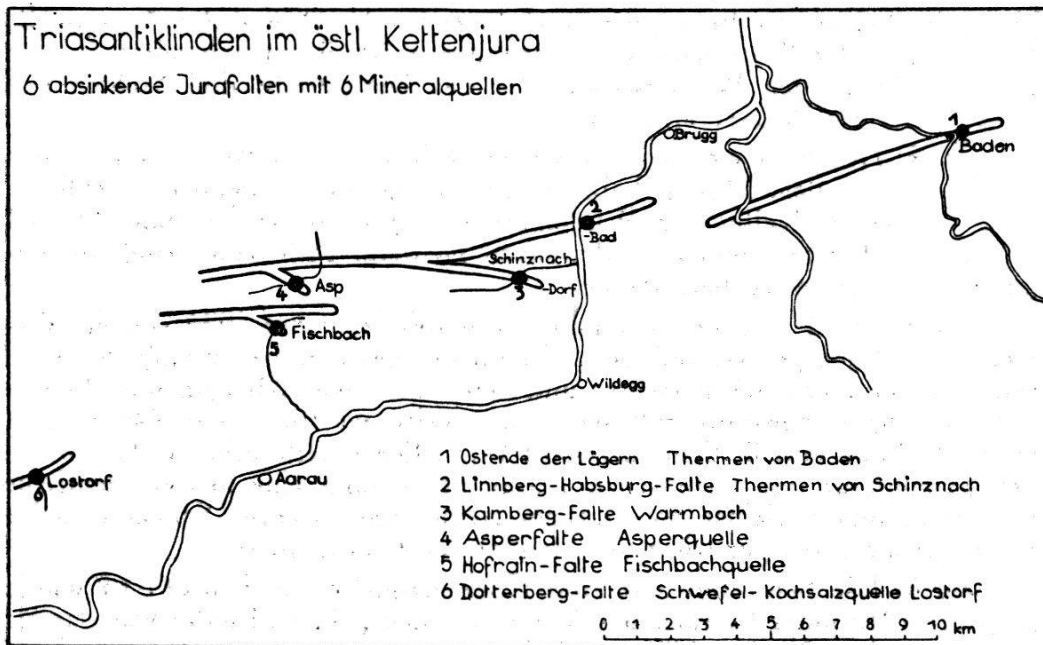 Triasantiklinalen im östl. Kettenjura
6 absinkende Jurafalten mit 6 Mineralquellen
Brugg
1
Baden
2
-Bad
Schinznach-
3
-Dorf
4
Asp
Fischbach
5
Wildegg
6
Lostorf
Aarau
1 Ostende der Lägern Thermen von Baden
2 Linnberg-Habsburg-Falte Thermen von Schinznach
3 Kalmberg-Falte Warmbach
4 Asperfalte Asperquelle
5 Hofrain-Falte Fischbachquelle
6 Dotterberg-Falte Schwefel-Kochsalzquelle Lostorf
0 1 2 3 4 5 6 7 8 9 10 km